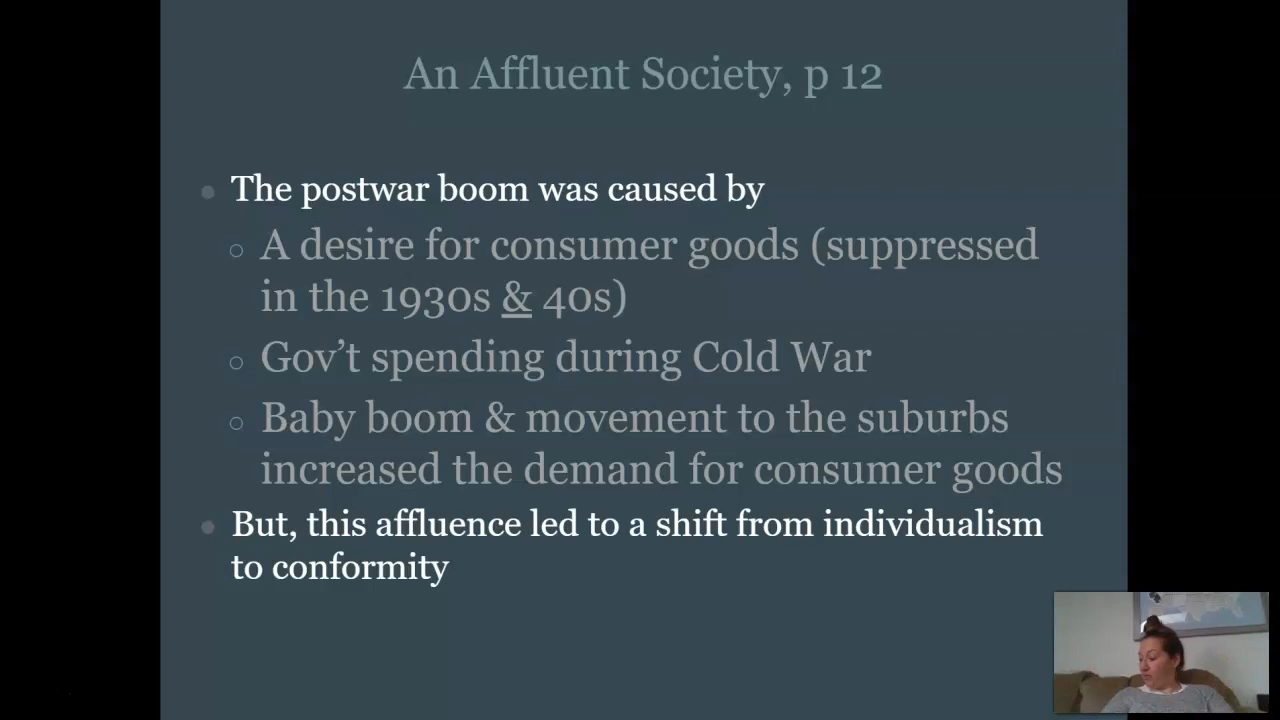 An Affluent Society, p 12
The postwar boom was caused by
A desire for consumer goods (suppressed
in the 1930s & 40s)
Gov’t spending during Cold War
Baby boom & movement to the suburbs
increased the demand for consumer goods
But, this affluence led to a shift from individualism
to conformity